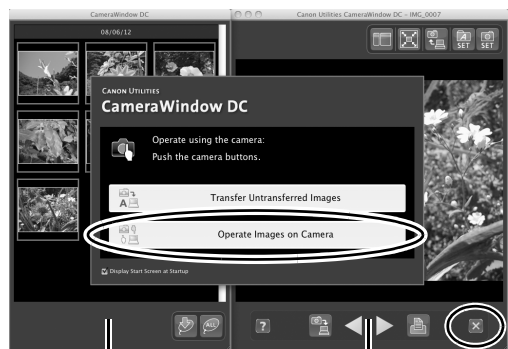 CameraWindow DC
Canon Utilities CameraWindow DC - IMG_0007
08/06/12
A
SET
SET
CANON UTILITIES
CameraWindow DC
Operate using the camera:
Push the camera buttons.
A
Transfer Untransferred Images
Operate Images on Camera
Display Start Screen at Startup
ALL
?